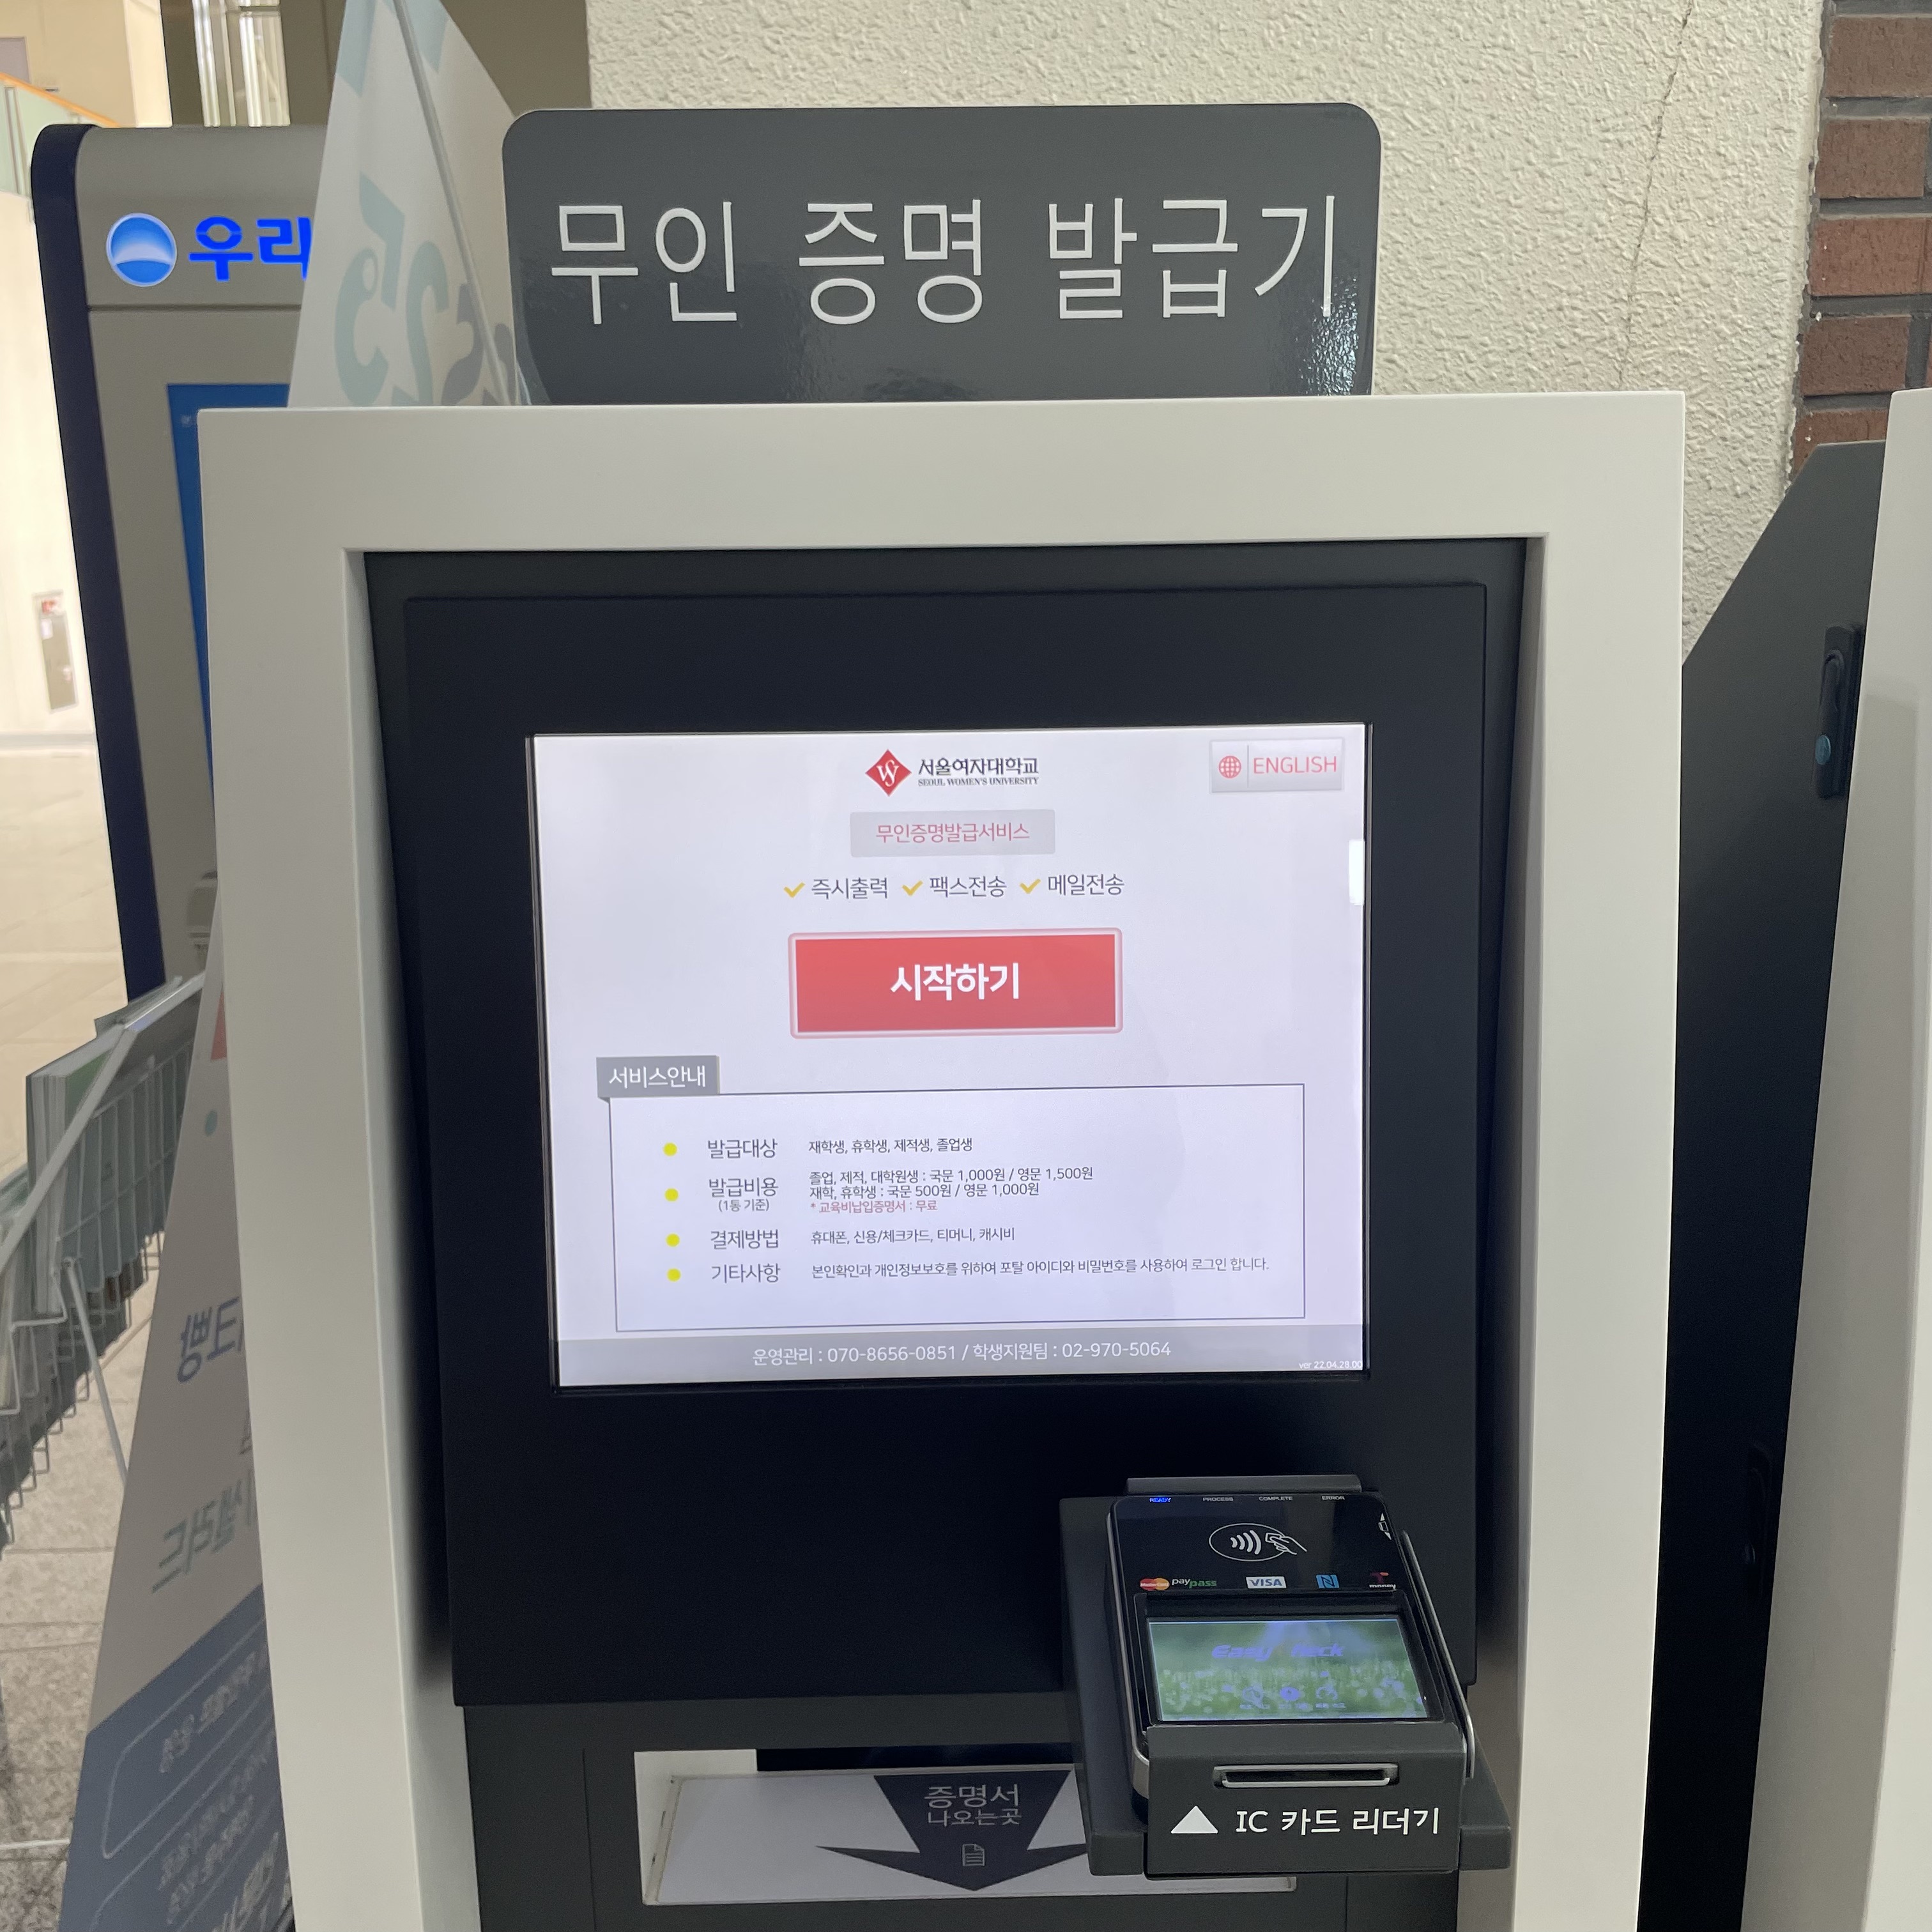 우리
무인 증명 발급기
서울여자대학교
SEOUL WOMEN'S UNIVERSITY
ENGLISH
무인증명발급서비스
즉시출력 팩스전송 메일전송
시작하기
서비스안내
발급대상 재학생, 휴학생, 제적생, 졸업생
발급비용 졸업, 제적, 대학원생 : 국문 1,000원 / 영문 1,500원
(1통 기준) 재학, 휴학생 : 국문 500원 / 영문 1,000원
* 교육비납입증명서 : 무료
결제방법 휴대폰, 신용/체크카드, 티머니, 캐시비
기타사항 본인확인과 개인정보보호를 위하여 포탈 아이디와 비밀번호를 사용하여 로그인 합니다.
운영관리 : 070-8656-0851 / 학생지원팀 : 02-970-5064
ver 22.04.28.00
READY PROCESS COMPLETE ERROR
MasterCard paypass VISA N T money
Easy
증명서
나오는곳
IC 카드 리더기